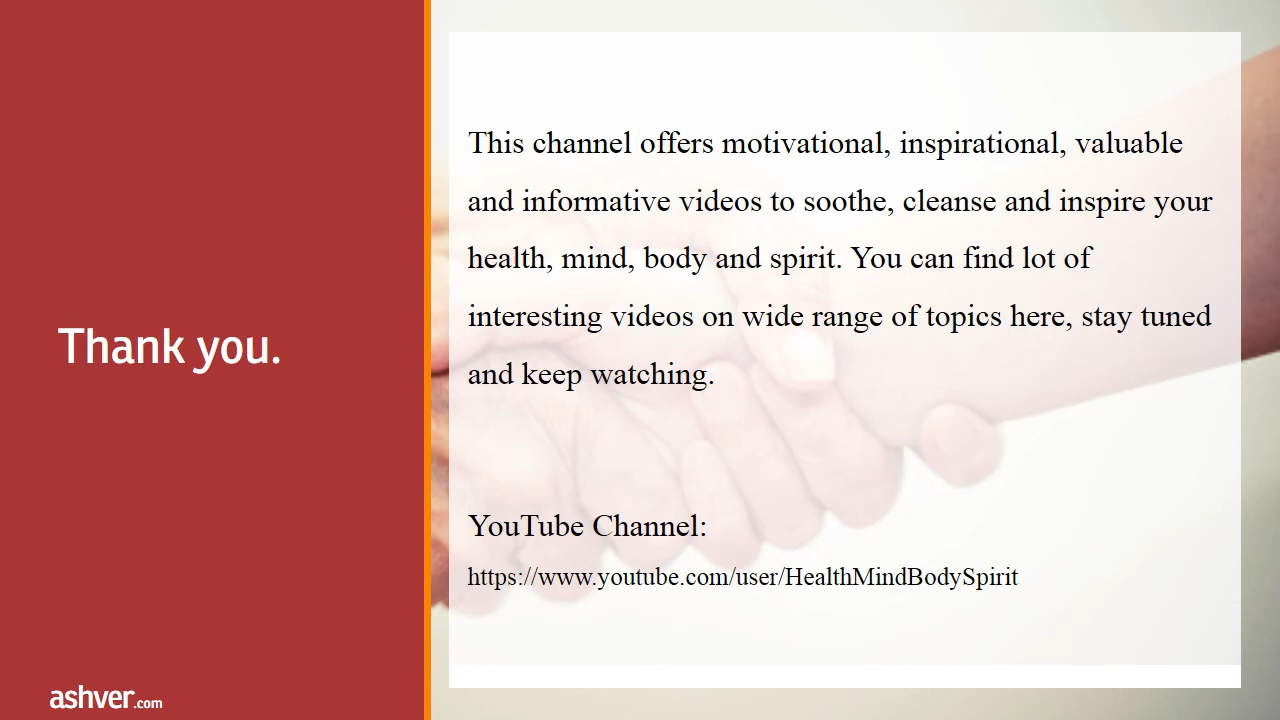 Thank you.
This channel offers motivational, inspirational, valuable
and informative videos to soothe, cleanse and inspire your
health, mind, body and spirit. You can find lot of
interesting videos on wide range of topics here, stay tuned
and keep watching.
YouTube Channel:
https://www.youtube.com/user/HealthMindBodySpirit
ashver.com